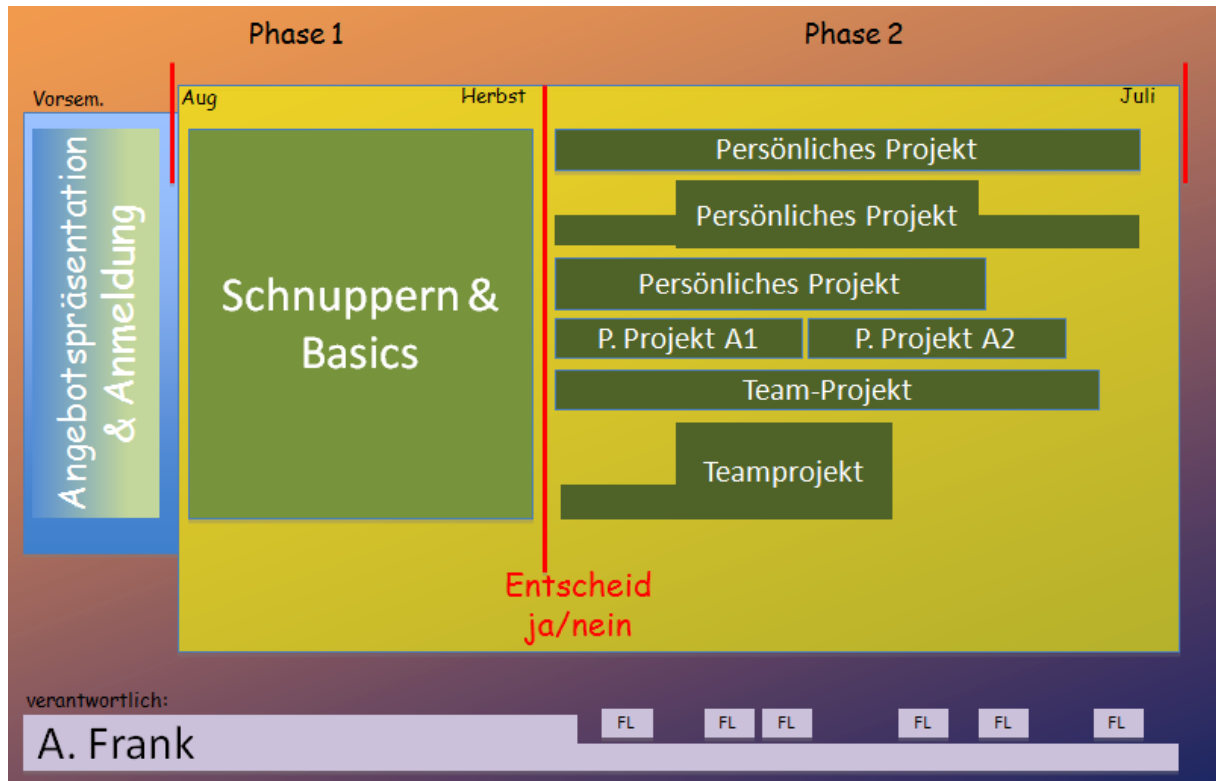 Phase 1
Phase 2
Vorsem.
Aug
Herbst
Juli
Angebotspräsentation
& Anmeldung
Schnuppern &
Basics
Persönliches Projekt
Persönliches Projekt
Persönliches Projekt
P. Projekt A1
P. Projekt A2
Team-Projekt
Teamprojekt
Entscheid
ja/nein
verantwortlich:
A. Frank
FL
FL
FL
FL
FL
FL